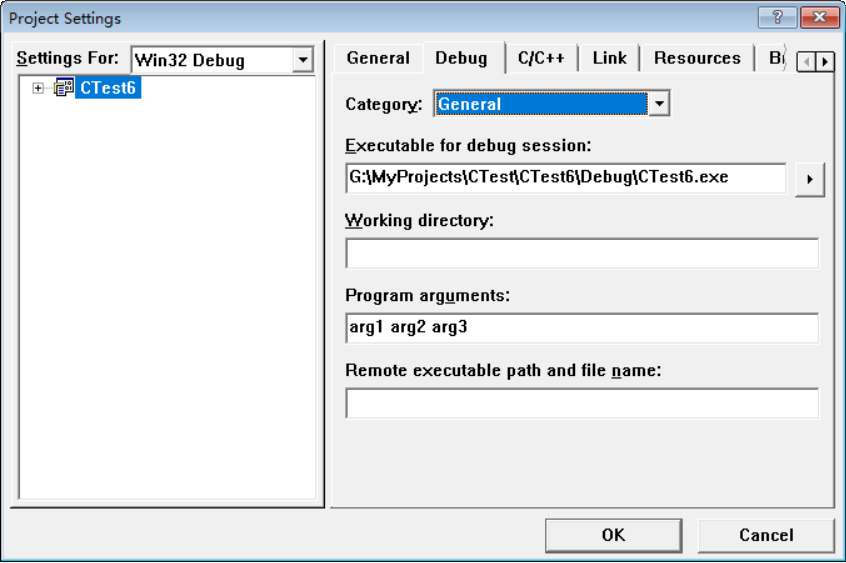 Project Settings
Settings For: Win32 Debug
CTest6
General Debug C/C++ Link Resources
Category: General
Executable for debug session:
G:\MyProjects\CTest\CTest6\Debug\CTest6.exe
Working directory:
Program arguments:
arg1 arg2 arg3
Remote executable path and file name:
OK Cancel